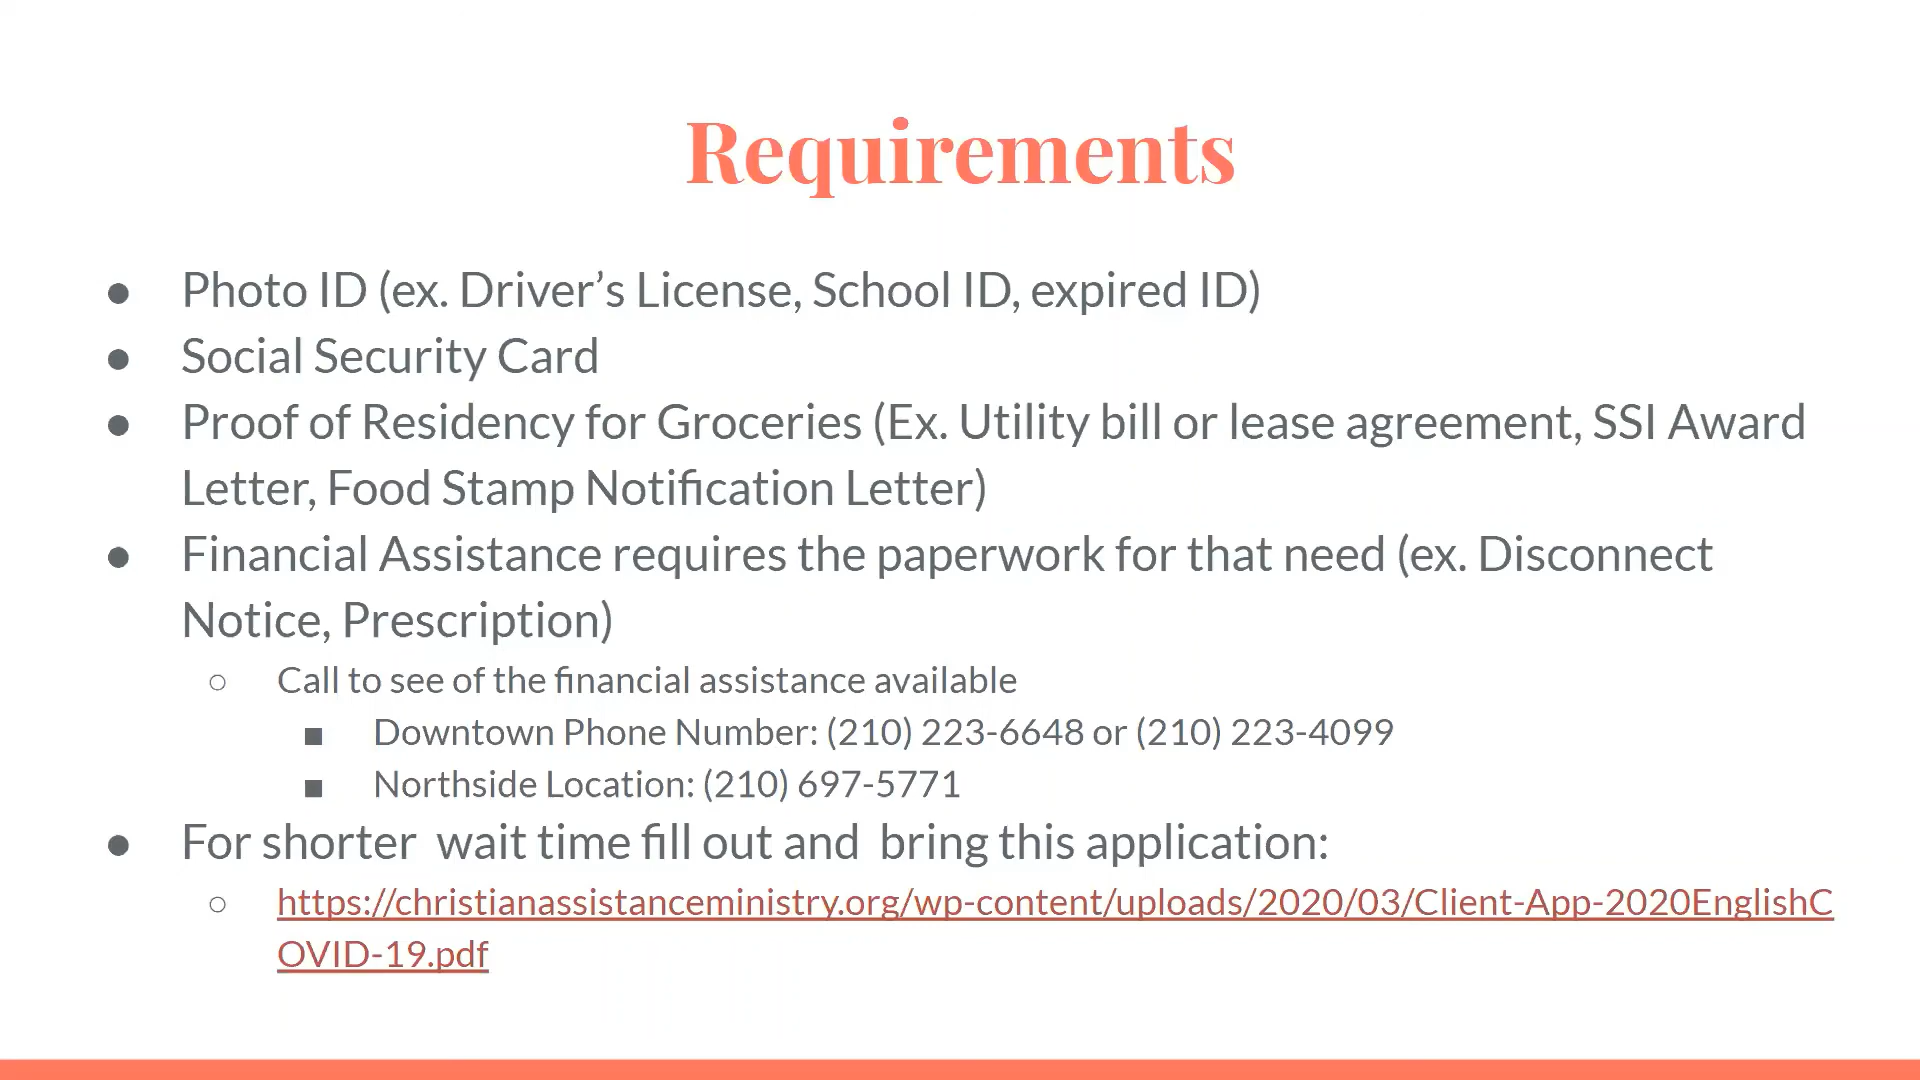 Requirements
● Photo ID (ex. Driver’s License, School ID, expired ID)
● Social Security Card
● Proof of Residency for Groceries (Ex. Utility bill or lease agreement, SSI Award
Letter, Food Stamp Notification Letter)
● Financial Assistance requires the paperwork for that need (ex. Disconnect
Notice, Prescription)
○ Call to see of the financial assistance available
■ Downtown Phone Number: (210) 223-6648 or (210) 223-4099
■ Northside Location: (210) 697-5771
● For shorter  wait time fill out and  bring this application:
○ https://christianassistanceministry.org/wp-content/uploads/2020/03/Client-App-2020EnglishC
OVID-19.pdf